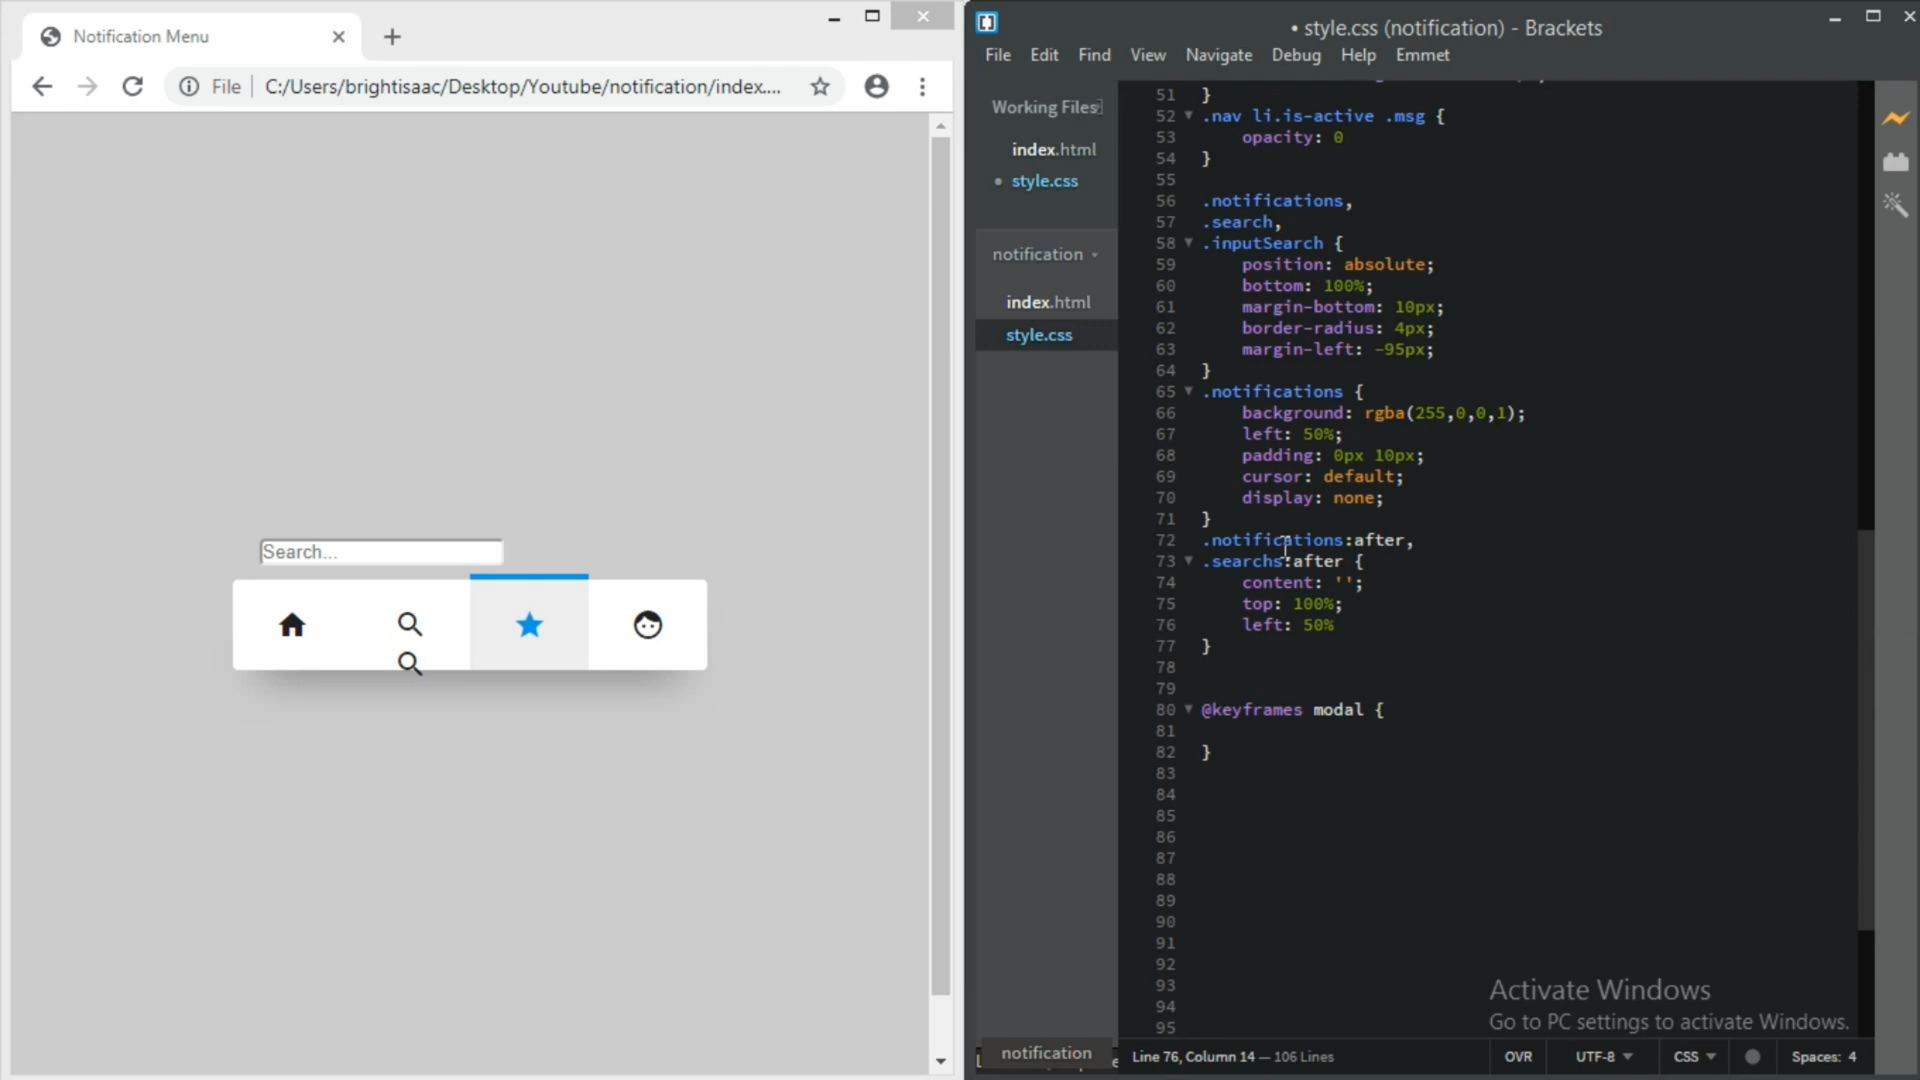 Notification Menu
File
C:/Users/brightisaac/Desktop/Youtube/notification/index....
Search...
• style.css (notification) - Brackets
File Edit Find View Navigate Debug Help Emmet
Working Files
index.html
• style.css
notification
index.html
style.css
51 }
52 .nav li.is-active .msg {
53 opacity: 0
54 }
55
56 .notifications,
57 .search,
58 .inputSearch {
59 position: absolute;
60 bottom: 100%;
61 margin-bottom: 10px;
62 border-radius: 4px;
63 margin-left: -95px;
64 }
65 .notifications {
66 background: rgba(255,0,0,1);
67 left: 50%;
68 padding: 0px 10px;
69 cursor: default;
70 display: none;
71 }
72 .notifications:after,
73 .searchs:after {
74 content: '';
75 top: 100%;
76 left: 50%
77 }
78
79
80 @keyframes modal {
81
82 }
83
84
85
86
87
88
89
90
91
92
93
94
95
Activate Windows
Go to PC settings to activate Windows.
notification
Line 76, Column 14 — 106 Lines
OVR UTF-8 CSS Spaces: 4